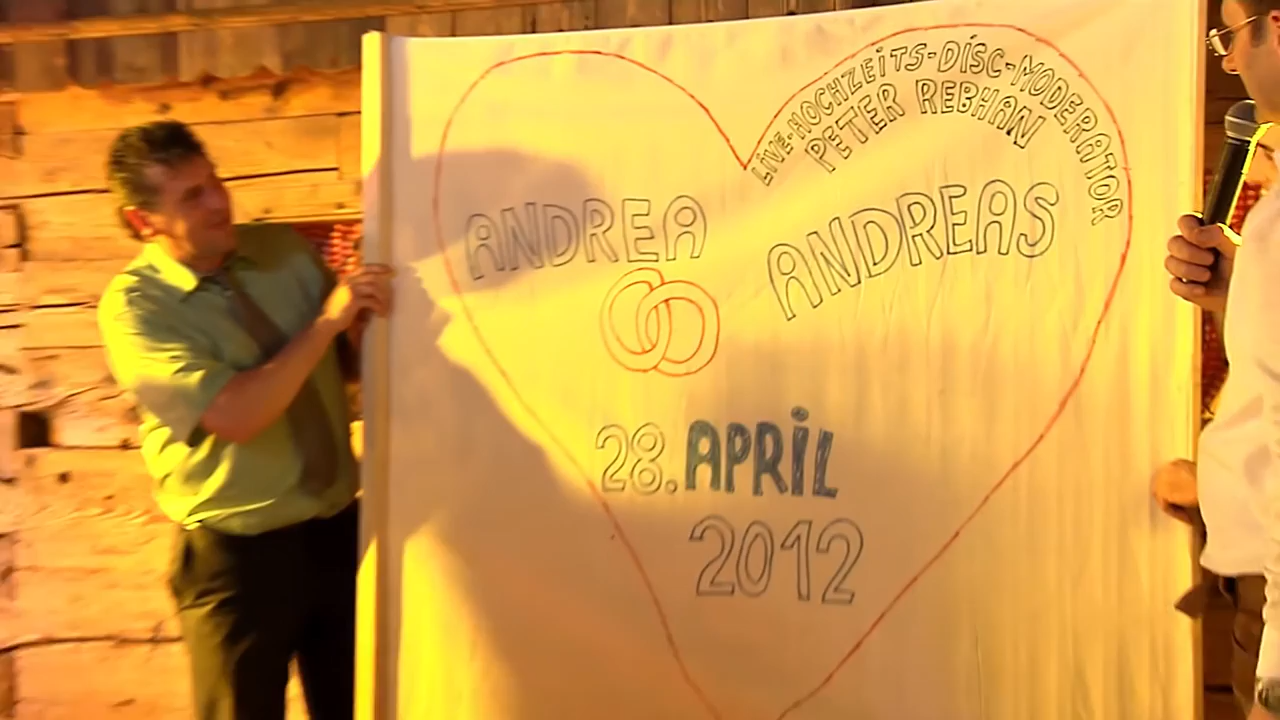 LiVE-HOCHZEiTS-DiSC-MODERATOR
PETER REBHAN
ANDREA ANDREAS
28. APRiL
2012